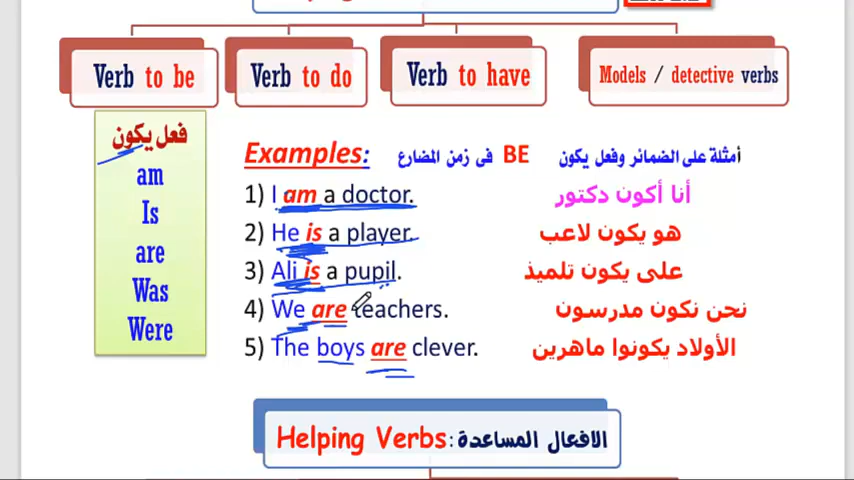 Verb to be
Verb to do
Verb to have
Models / detective verbs
فعل يكون
am
Is
are
Was
Were
Examples: أمثلة على الضمائر وفعل يكون BE فى زمن المضارع
1) I am a doctor. أنا أكون دكتور
2) He is a player. هو يكون لاعب
3) Ali is a pupil. على يكون تلميذ
4) We are teachers. نحن نكون مدرسون
5) The boys are clever. الأولاد يكونوا ماهرين
Helping Verbs: الافعال المساعدة